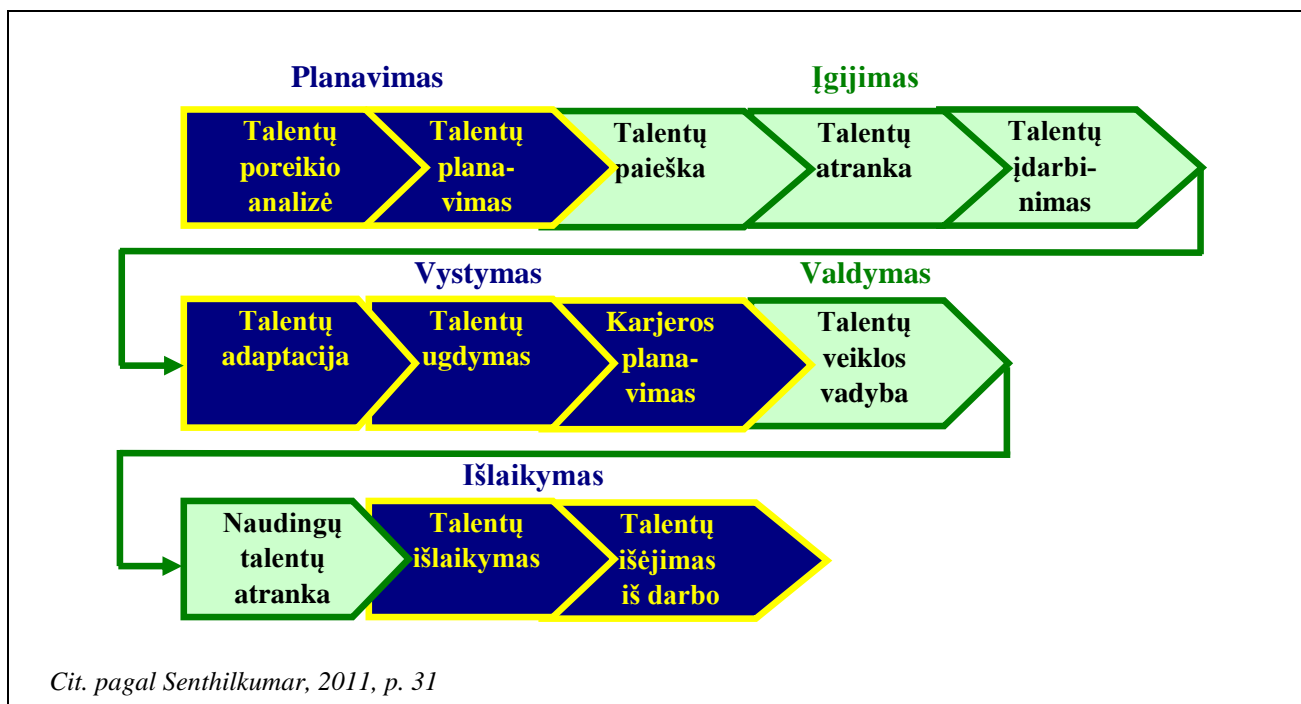 Planavimas
Įgijimas
Talentų
poreikio
analizė
Talentų
plana-
vimas
Talentų
paieška
Talentų
atranka
Talentų
įdarbi-
nimas
Vystymas
Valdymas
Talentų
adaptacija
Talentų
ugdymas
Karjeros
plana-
vimas
Talentų
veiklos
vadyba
Išlaikymas
Naudingų
talentų
atranka
Talentų
išlaikymas
Talentų
išėjimas
iš darbo
Cit. pagal Senthilkumar, 2011, p. 31